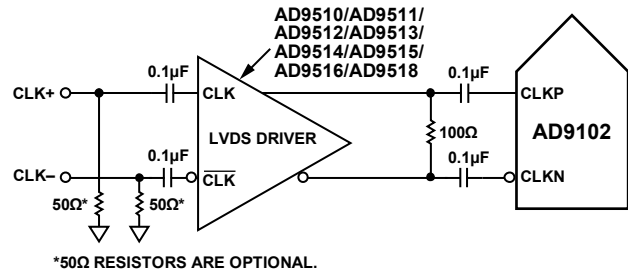 AD9510/AD9511/
AD9512/AD9513/
AD9514/AD9515/
AD9516/AD9518
0.1µF
0.1µF
CLK+
CLK
CLKP
LVDS DRIVER
100Ω
AD9102
0.1µF
0.1µF
CLK–
CLK
CLKN
50Ω*
50Ω*
*50Ω RESISTORS ARE OPTIONAL.